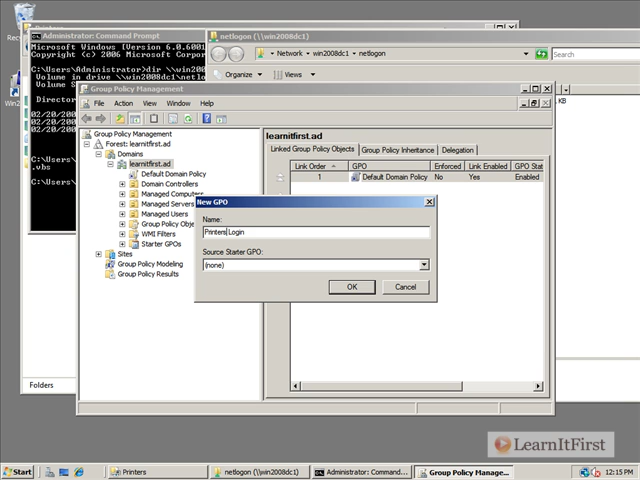 Printers
Recy
Win2
Administrator: Command Prompt
Microsoft Windows [Version 6.0.6001
Copyright (c) 2006 Microsoft Corpor
C:\Users\Administrator>dir \\win2008dc1\netlo
Volume in drive \\win2008dc1\netlo
Volume S
Director
02/20/200
02/20/200
02/20/200
C:\Users\
.vbs
C:\Users\
netlogon (\\win2008dc1)
Network ▸ win2008dc1 ▸ netlogon
Search
Organize
Views
KB
Group Policy Management
File Action View Window Help
Group Policy Management
Forest: learnitfirst.ad
Domains
learnitfirst.ad
Default Domain Policy
Domain Controllers
Managed Computers
Managed Servers
Managed Users
Group Policy Obje
WMI Filters
Starter GPOs
Sites
Group Policy Modeling
Group Policy Results
learnitfirst.ad
Linked Group Policy Objects Group Policy Inheritance Delegation
Link Order GPO Enforced Link Enabled GPO Stat
1 Default Domain Policy No Yes Enabled
New GPO
Name:
Printers Login
Source Starter GPO:
(none)
OK Cancel
Folders
LearnItFirst
Start Printers netlogon (\\win2008dc1) Administrator: Command... Group Policy Manage... 12:15 PM